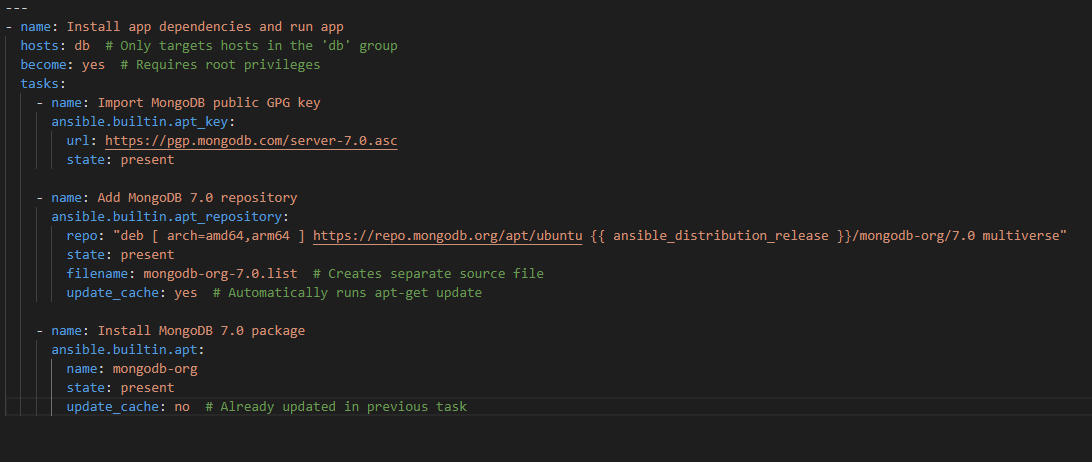 ---
- name: Install app dependencies and run app
  hosts: db  # Only targets hosts in the 'db' group
  become: yes  # Requires root privileges
  tasks:
    - name: Import MongoDB public GPG key
      ansible.builtin.apt_key:
        url: https://pgp.mongodb.com/server-7.0.asc
        state: present

    - name: Add MongoDB 7.0 repository
      ansible.builtin.apt_repository:
        repo: "deb [ arch=amd64,arm64 ] https://repo.mongodb.org/apt/ubuntu {{ ansible_distribution_release }}/mongodb-org/7.0 multiverse"
        state: present
        filename: mongodb-org-7.0.list  # Creates separate source file
        update_cache: yes  # Automatically runs apt-get update

    - name: Install MongoDB 7.0 package
      ansible.builtin.apt:
        name: mongodb-org
        state: present
        update_cache: no  # Already updated in previous task